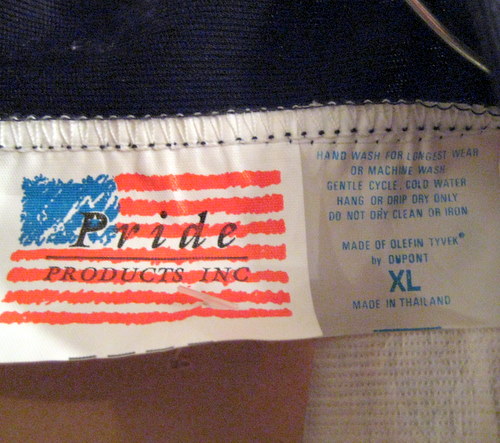 Pride
PRODUCTS INC
HAND WASH FOR LONGEST WEAR
OR MACHINE WASH
GENTLE CYCLE, COLD WATER
HANG OR DRIP DRY ONLY
DO NOT DRY CLEAN OR IRON
MADE OF OLEFIN TYVEK®
by DUPONT
XL
MADE IN THAILAND